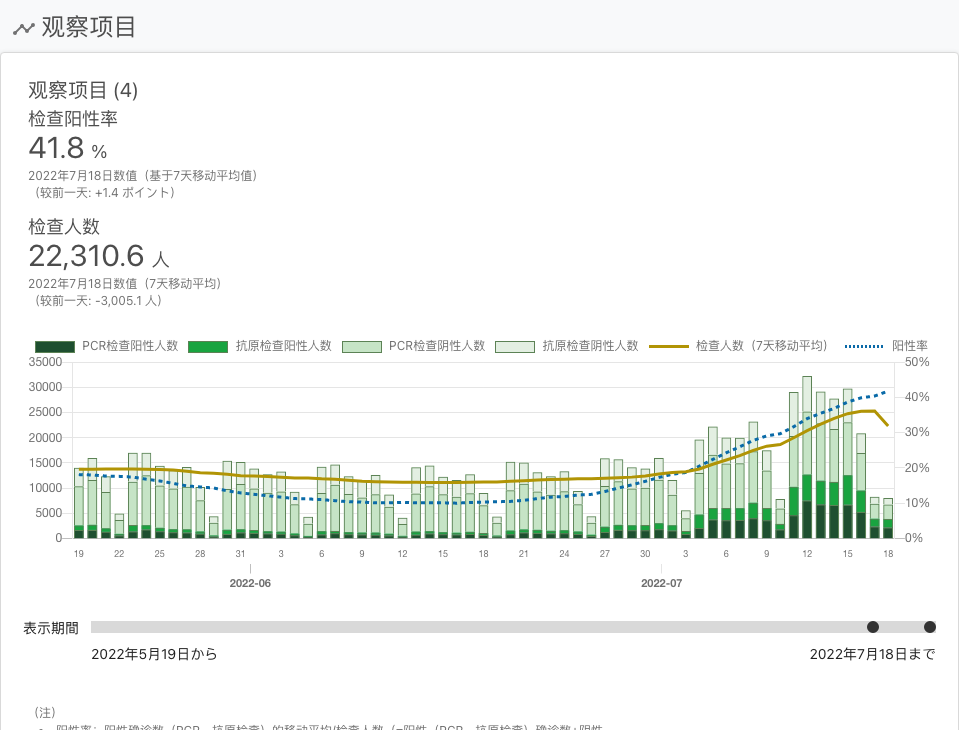 观察项目
观察项目 (4)
检查阳性率
41.8 %
2022年7月18日数值（基于7天移动平均值）
（较前一天: +1.4 ポイント）
检查人数
22,310.6 人
2022年7月18日数值（7天移动平均）
（较前一天: -3,005.1 人）
PCR检查阳性人数 抗原检查阳性人数 PCR检查阴性人数 抗原检查阴性人数 检查人数（7天移动平均） 阳性率
35000 50%
30000 40%
25000 30%
20000 20%
15000 10%
10000 0%
5000
0
19 22 25 28 31 3 6 9 12 15 18 21 24 27 30 3 6 9 12 15 18
2022-06 2022-07
表示期間
2022年5月19日から 2022年7月18日まで
（注）